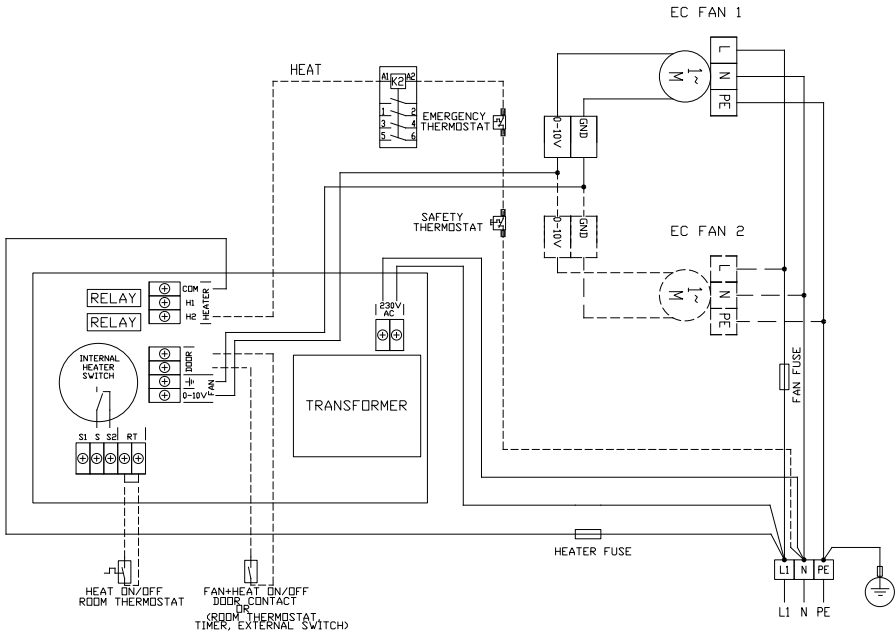 EC FAN 1
L
N
PE
1~
M
HEAT
A1 K2 A2
1 2
3 4
5 6
EMERGENCY
THERMOSTAT
0-10V
GND
SAFETY
THERMOSTAT
0-10V
GND
EC FAN 2
L
N
PE
1~
M
RELAY
RELAY
COM
H1
H2
HEATER
230V
AC
INTERNAL
HEATER
SWITCH
DOOR
0-10V
FAN
TRANSFORMER
FAN FUSE
S1 S S2 RT
HEATER FUSE
HEAT ON/OFF
ROOM THERMOSTAT
FAN+HEAT ON/OFF
DOOR CONTACT
OR
(ROOM THERMOSTAT,
TIMER, EXTERNAL SWITCH)
L1 N PE
L1 N PE